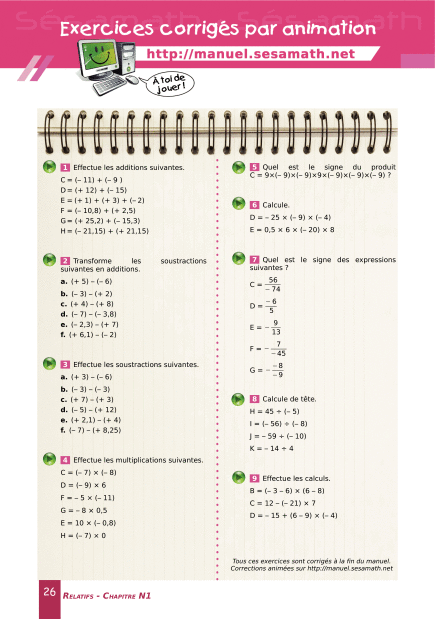 Exercices corrigés par animation
http://manuel.sesamath.net
À toi de
jouer !
1 Effectue les additions suivantes.
C = (– 11) + (– 9 )
D = (+ 12) + (– 15)
E = (+ 1) + (+ 3) + (– 2)
F = (– 10,8) + (+ 2,5)
G= (+ 25,2) + (– 15,3)
H= (– 21,15) + (+ 21,15)
2 Transforme les soustractions
suivantes en additions.
a. (+ 5) – (– 6)
b. (– 3) – (+ 2)
c. (+ 4) – (+ 8)
d. (– 7) – (– 3,8)
e. (– 2,3) – (+ 7)
f. (+ 6,1) – (– 2)
3 Effectue les soustractions suivantes.
a. (+ 3) – (– 6)
b. (– 3) – (– 3)
c. (+ 7) – (+ 3)
d. (– 5) – (+ 12)
e. (+ 2,1) – (+ 4)
f. (– 7) – (+ 8,25)
4 Effectue les multiplications suivantes.
C = (– 7) × (– 8)
D = (– 9) × 6
F = – 5 × (– 11)
G = – 8 × 0,5
E = 10 × (– 0,8)
H = (– 7) × 0
5 Quel est le signe du produit
C = 9×(– 9)×(– 9)×9×(– 9)×(– 9)×(– 9) ?
6 Calcule.
D = – 25 × (– 9) × (– 4)
E = 0,5 × 6 × (– 20) × 8
7 Quel est le signe des expressions
suivantes ?
C = 56 / – 74
D = – 6 / 5
E = – 9 / 13
F = – 7 / –45
G = – – 8 / – 9
8 Calcule de tête.
H = 45 ÷ (– 5)
I = (– 56) ÷ (– 8)
J = – 59 ÷ (– 10)
K = – 14 ÷ 4
9 Effectue les calculs.
B = (– 3 – 6) × (6 – 8)
C = 12 – (– 21) × 7
D = – 15 + (6 – 9) × (– 4)
Tous ces exercices sont corrigés à la fin du manuel.
Corrections animées sur http://manuel.sesamath.net
26 RELATIFS - CHAPITRE N1